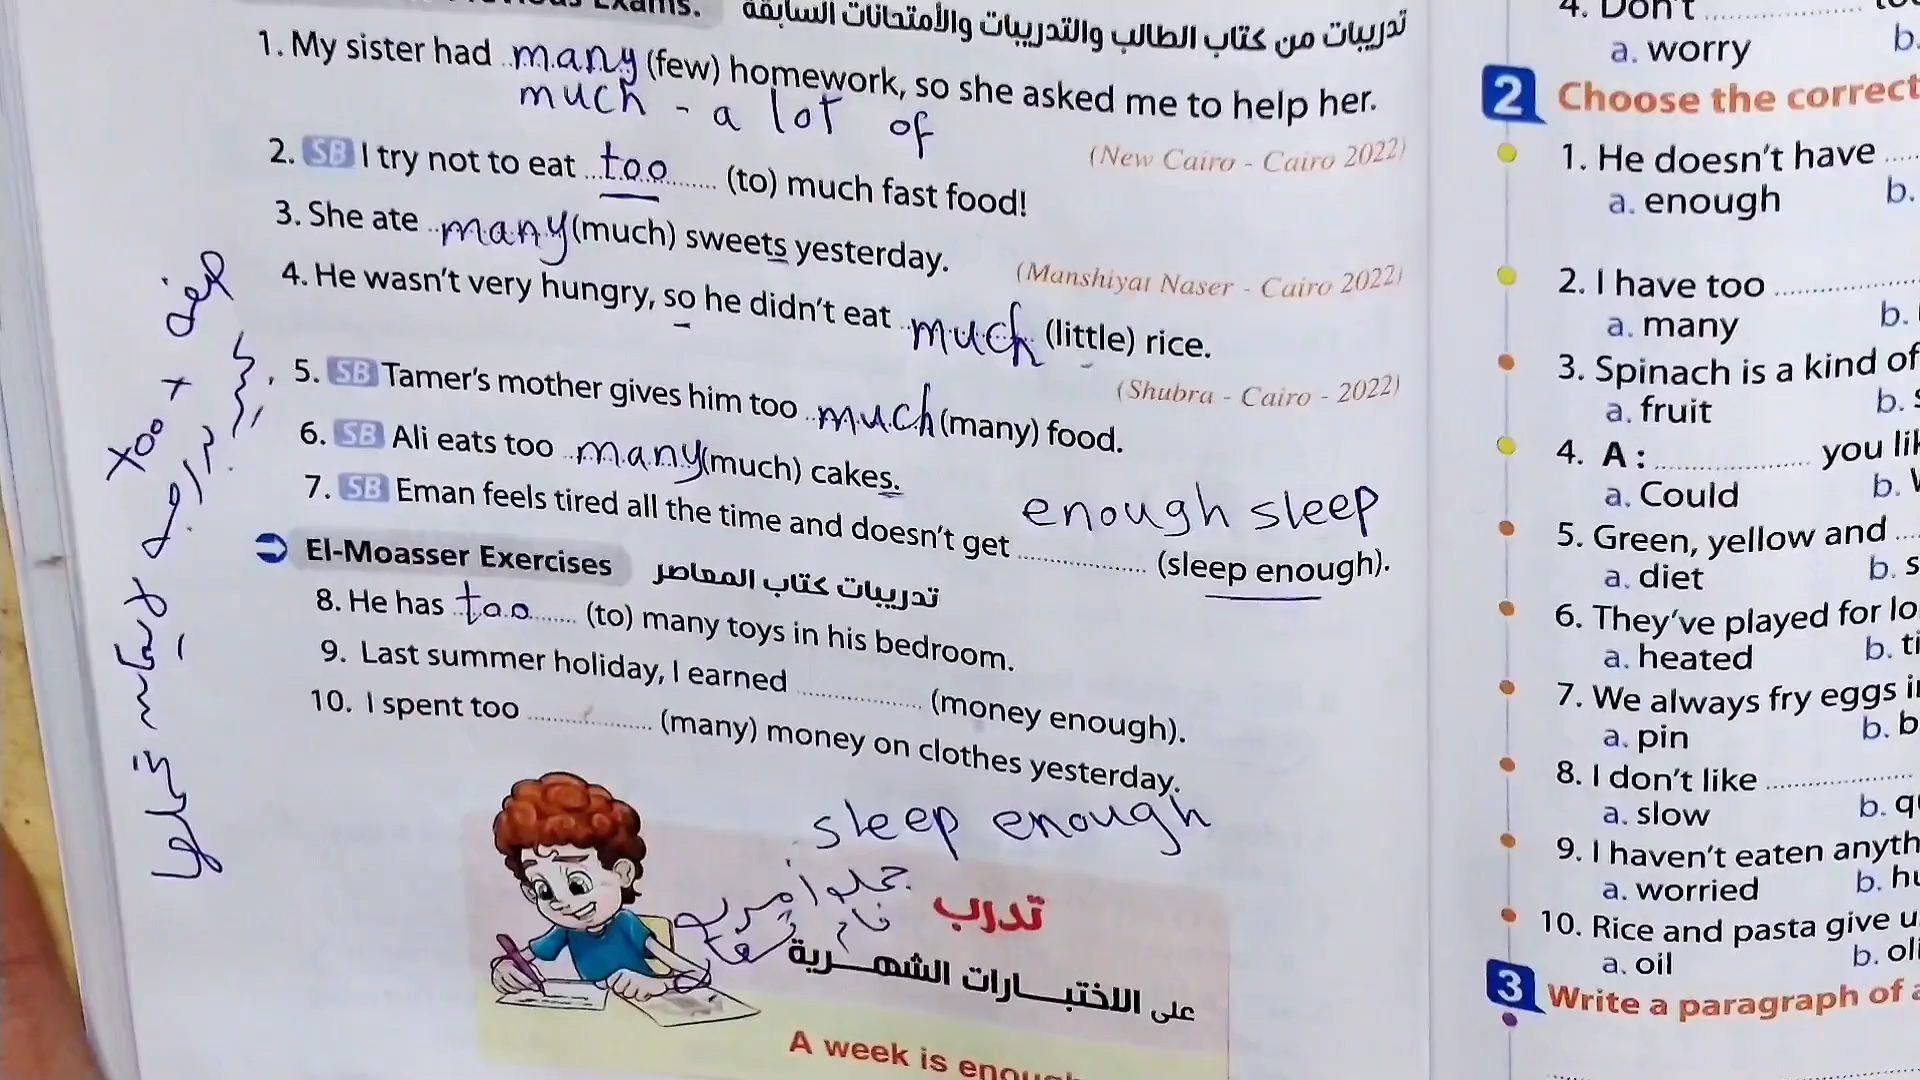 Exams.
تدريبات من كتاب الطالب والتدريبات والأمتحانات السابقة
1. My sister had many (few) homework, so she asked me to help her.
much - a lot of
(New Cairo - Cairo 2022)
2. SB I try not to eat too (to) much fast food!
3. She ate many (much) sweets yesterday.
(Manshiyat Naser - Cairo 2022)
4. He wasn't very hungry, so he didn't eat much (little) rice.
(Shubra - Cairo - 2022)
5. SB Tamer's mother gives him too much (many) food.
6. SB Ali eats too many (much) cakes.
enough sleep
7. SB Eman feels tired all the time and doesn't get (sleep enough).
El-Moasser Exercises تدريبات كتاب المعاصر
8. He has too (to) many toys in his bedroom.
9. Last summer holiday, I earned (money enough).
10. I spent too (many) money on clothes yesterday.
sleep enough
تدرب
على الاختبارات الشهرية
A week is
too +
4. Don't
a. worry b.
2 Choose the correct
1. He doesn't have
a. enough b.
2. I have too
a. many b.
3. Spinach is a kind of
a. fruit b.
4. A: you
a. Could b.
5. Green, yellow and
a. diet b.
6. They've played for
a. heated b.
7. We always fry eggs
a. pin b.
8. I don't like
a. slow b.
9. I haven't eaten
a. worried b.
10. Rice and pasta give
a. oil b.
3 Write a paragraph of